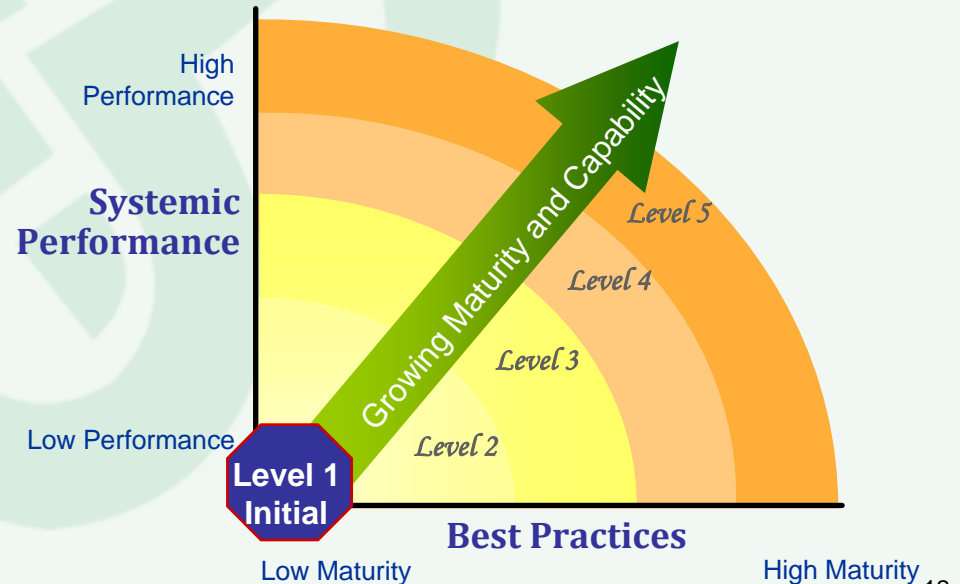 High
Performance
Systemic
Performance
Growing Maturity and Capability
Level 5
Level 4
Level 3
Level 2
Low Performance
Level 1
Initial
Best Practices
Low Maturity
High Maturity